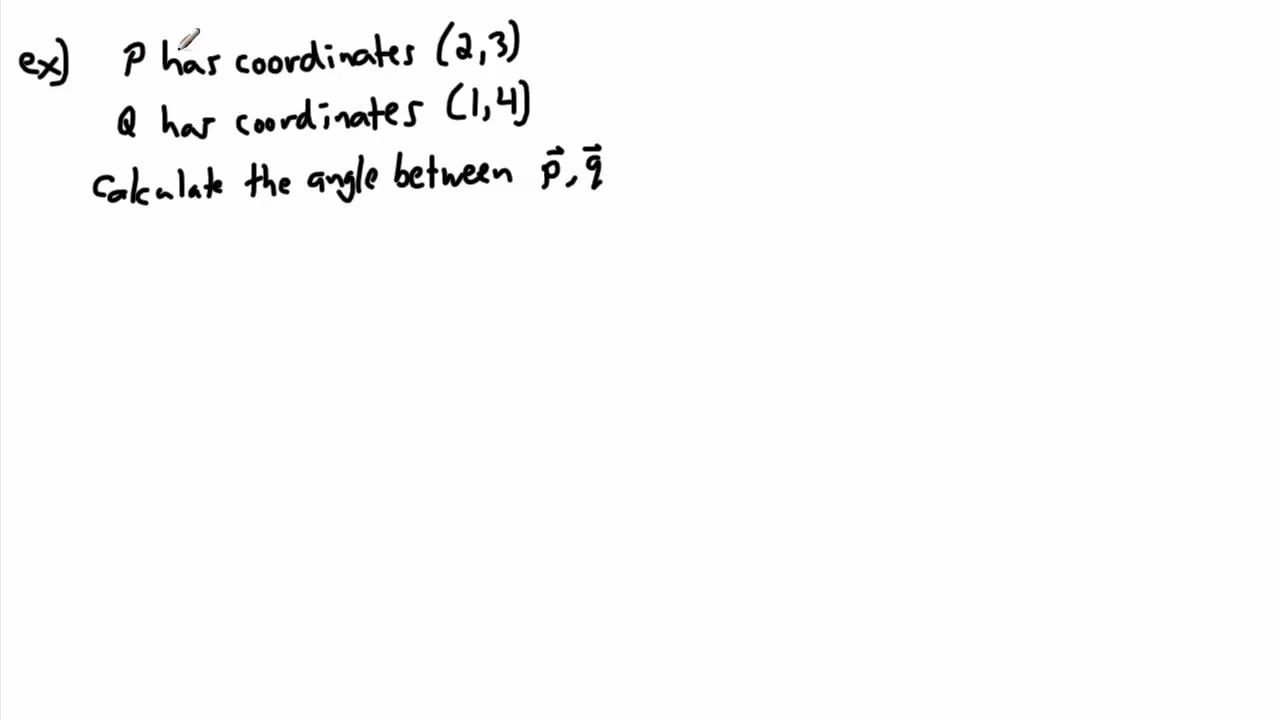 ex) P has coordinates (2,3)
Q has coordinates (1,4)
Calculate the angle between p⃗, q⃗